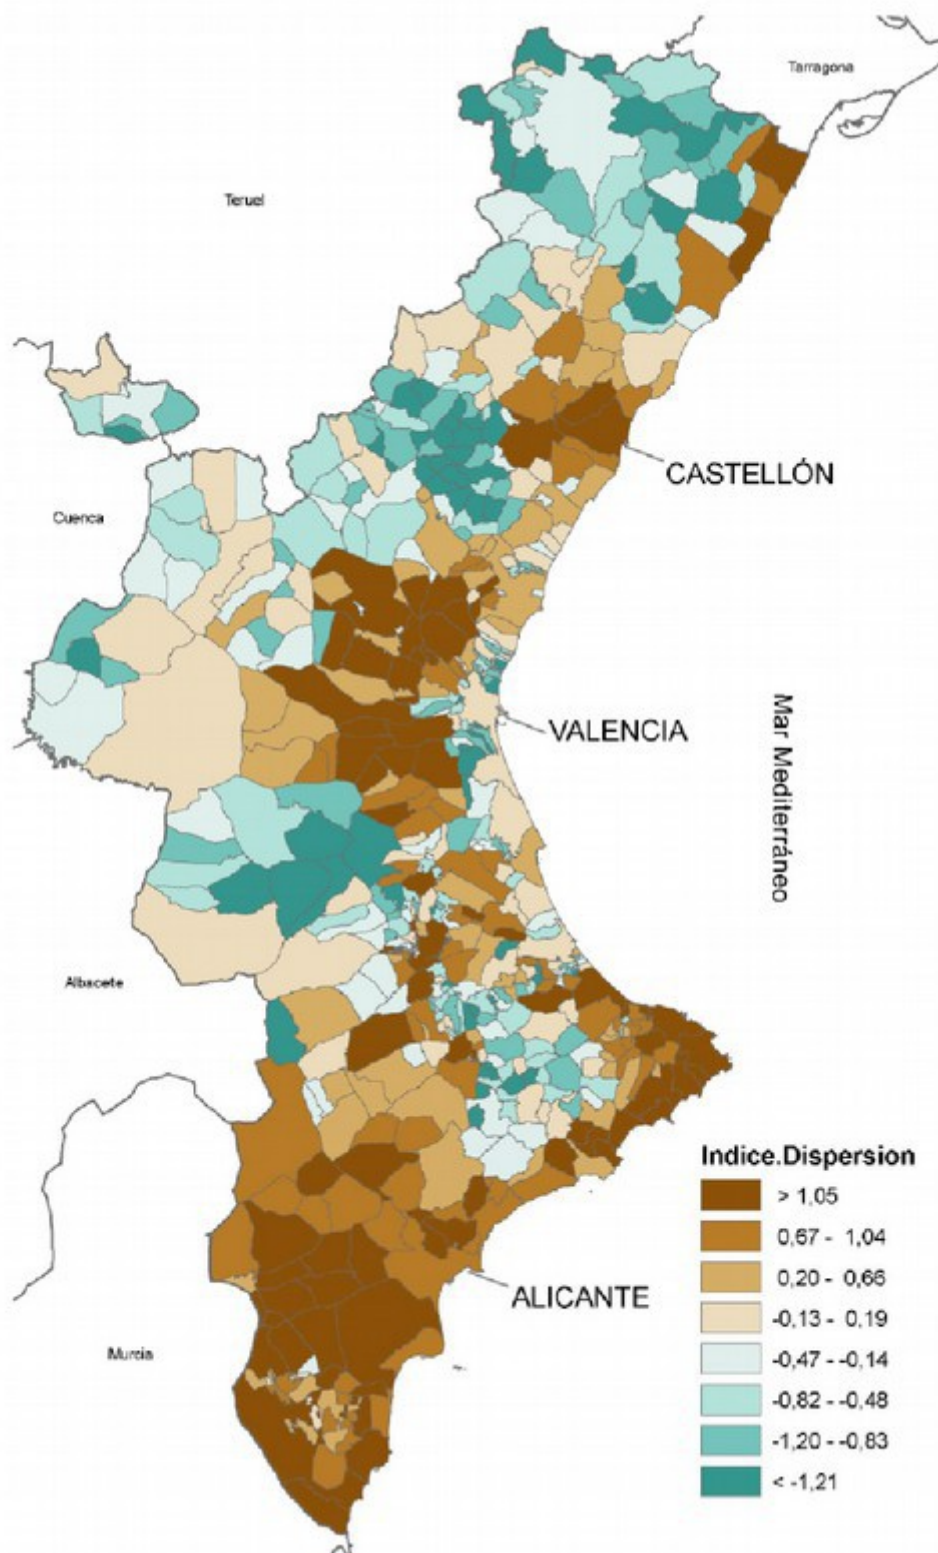 Tarragona
Teruel
CASTELLÓN
Cuenca
VALENCIA
Mar Mediterráneo
Albacete
Indice.Dispersion
> 1,05
0,67 - 1,04
0,20 - 0,66
-0,13 - 0,19
-0,47 - -0,14
-0,82 - -0,48
-1,20 - -0,83
< -1,21
ALICANTE
Murcia